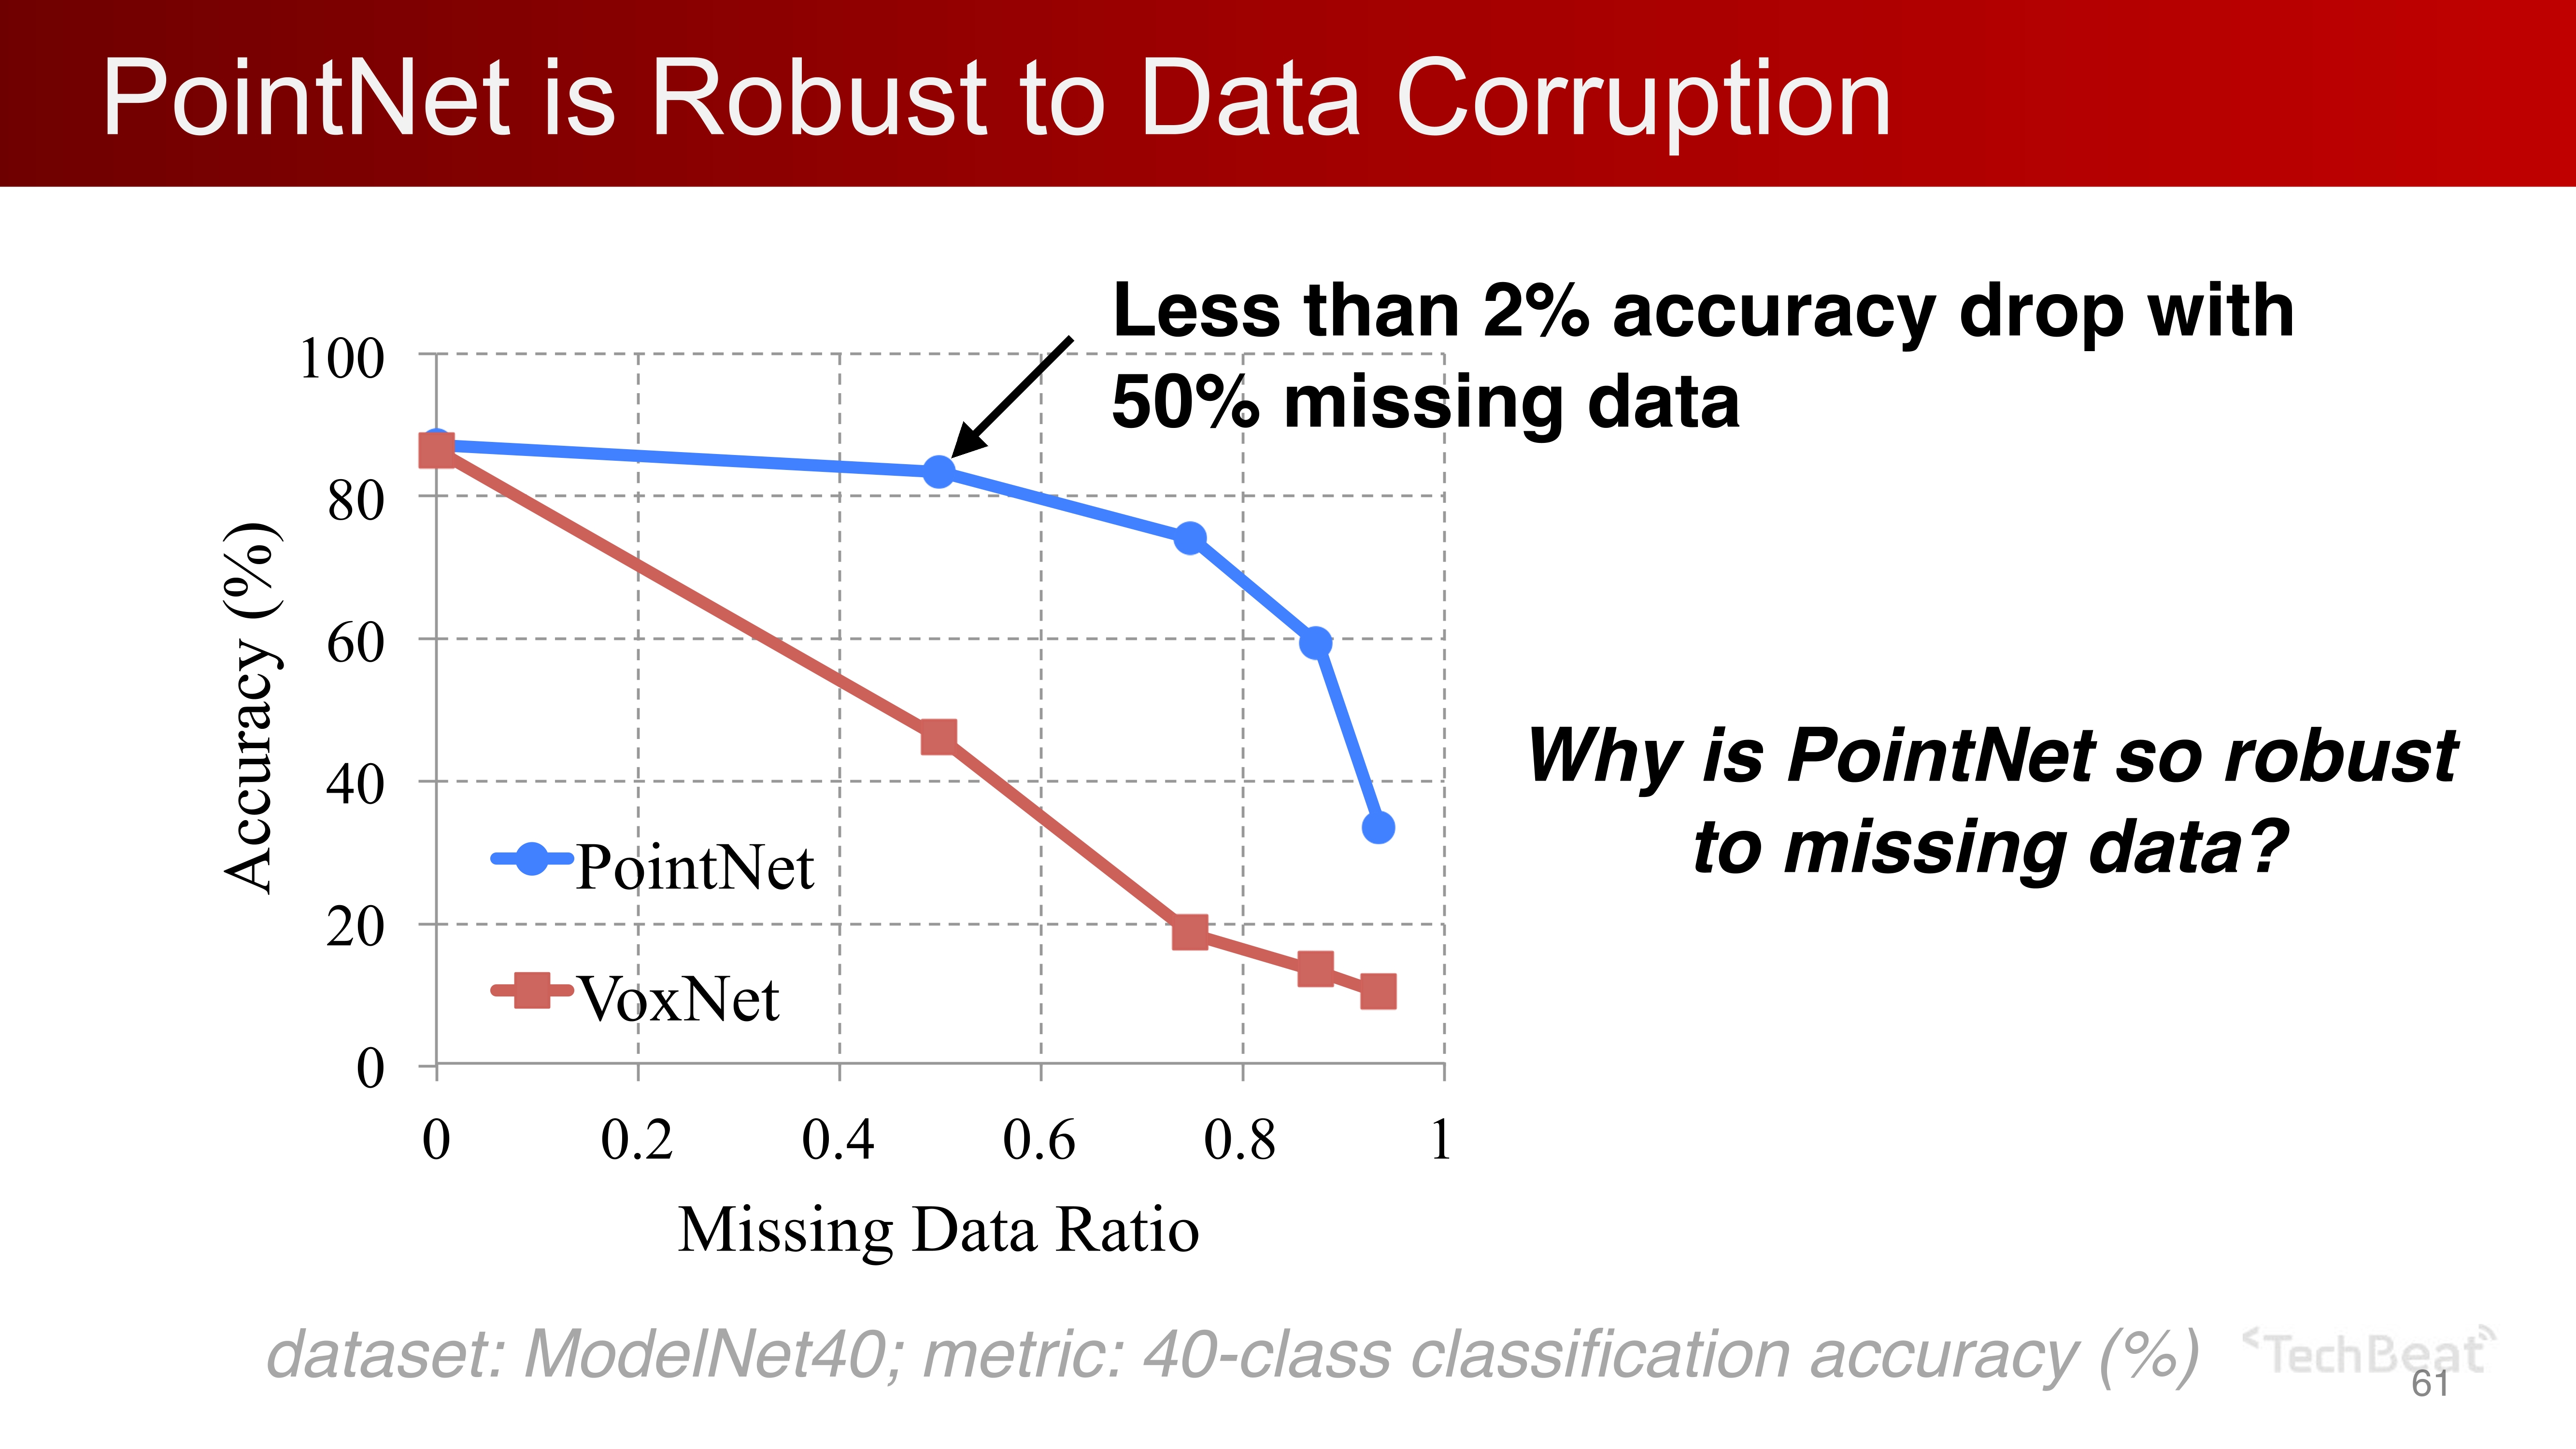 PointNet is Robust to Data Corruption
Less than 2% accuracy drop with
50% missing data
100
80
60
40
20
0
Accuracy (%)
PointNet
VoxNet
0 0.2 0.4 0.6 0.8 1
Missing Data Ratio
Why is PointNet so robust
to missing data?
dataset: ModelNet40; metric: 40-class classification accuracy (%)
TechBeat
61